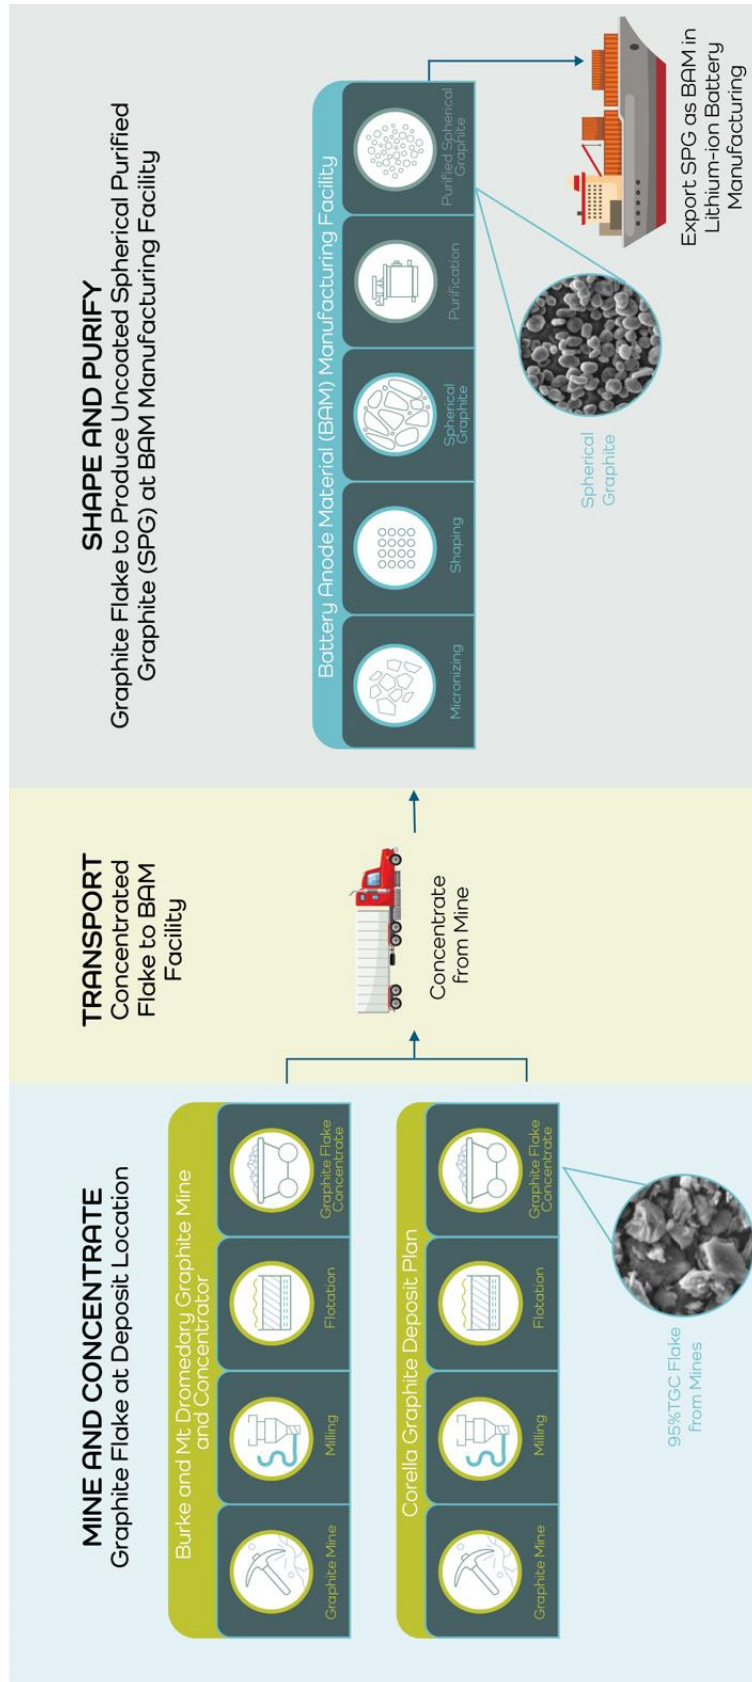 MINE AND CONCENTRATE
Graphite Flake at Deposit Location
Burke and Mt Dromedary Graphite Mine
and Concentrator
Graphite Mine
Milling
Flotation
Graphite Flake
Concentrate
Corella Graphite Deposit Plan
Graphite Mine
Milling
Flotation
Graphite Flake
Concentrate
95%TGC Flake
from Mines
TRANSPORT
Concentrated
Flake to BAM
Facility
Concentrate
from Mine
SHAPE AND PURIFY
Graphite Flake to Produce Uncoated Spherical Purified
Graphite (SPG) at BAM Manufacturing Facility
Battery Anode Material (BAM) Manufacturing Facility
Micronizing
Shaping
Spherical
Graphite
Purification
Purified Spherical
Graphite
Spherical
Graphite
Export SPG as BAM in
Lithium-ion Battery
Manufacturing